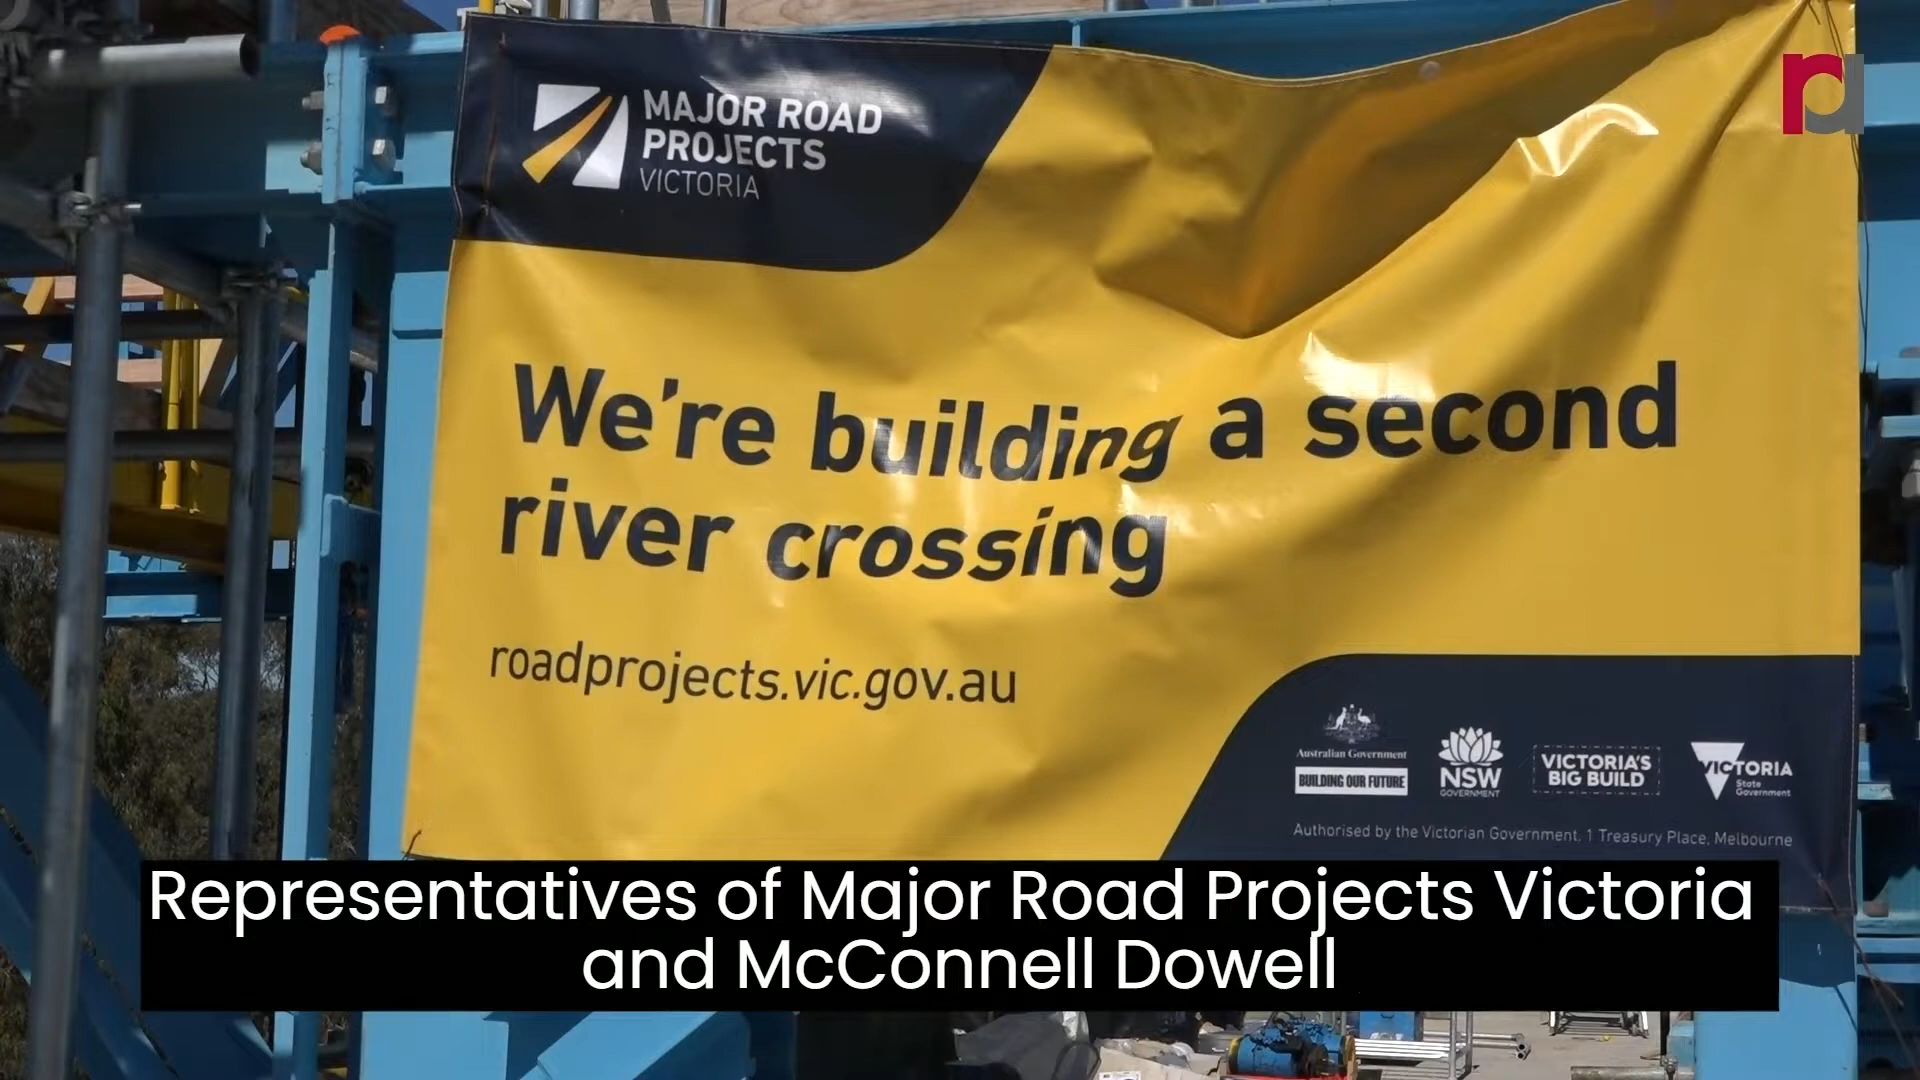 MAJOR ROAD
PROJECTS
VICTORIA
We're building a second
river crossing
roadprojects.vic.gov.au
Australian Government
BUILDING OUR FUTURE
NSW
GOVERNMENT
VICTORIA'S
BIG BUILD
VICTORIA
State
Government
Authorised by the Victorian Government, 1 Treasury Place, Melbourne
Representatives of Major Road Projects Victoria
and McConnell Dowell